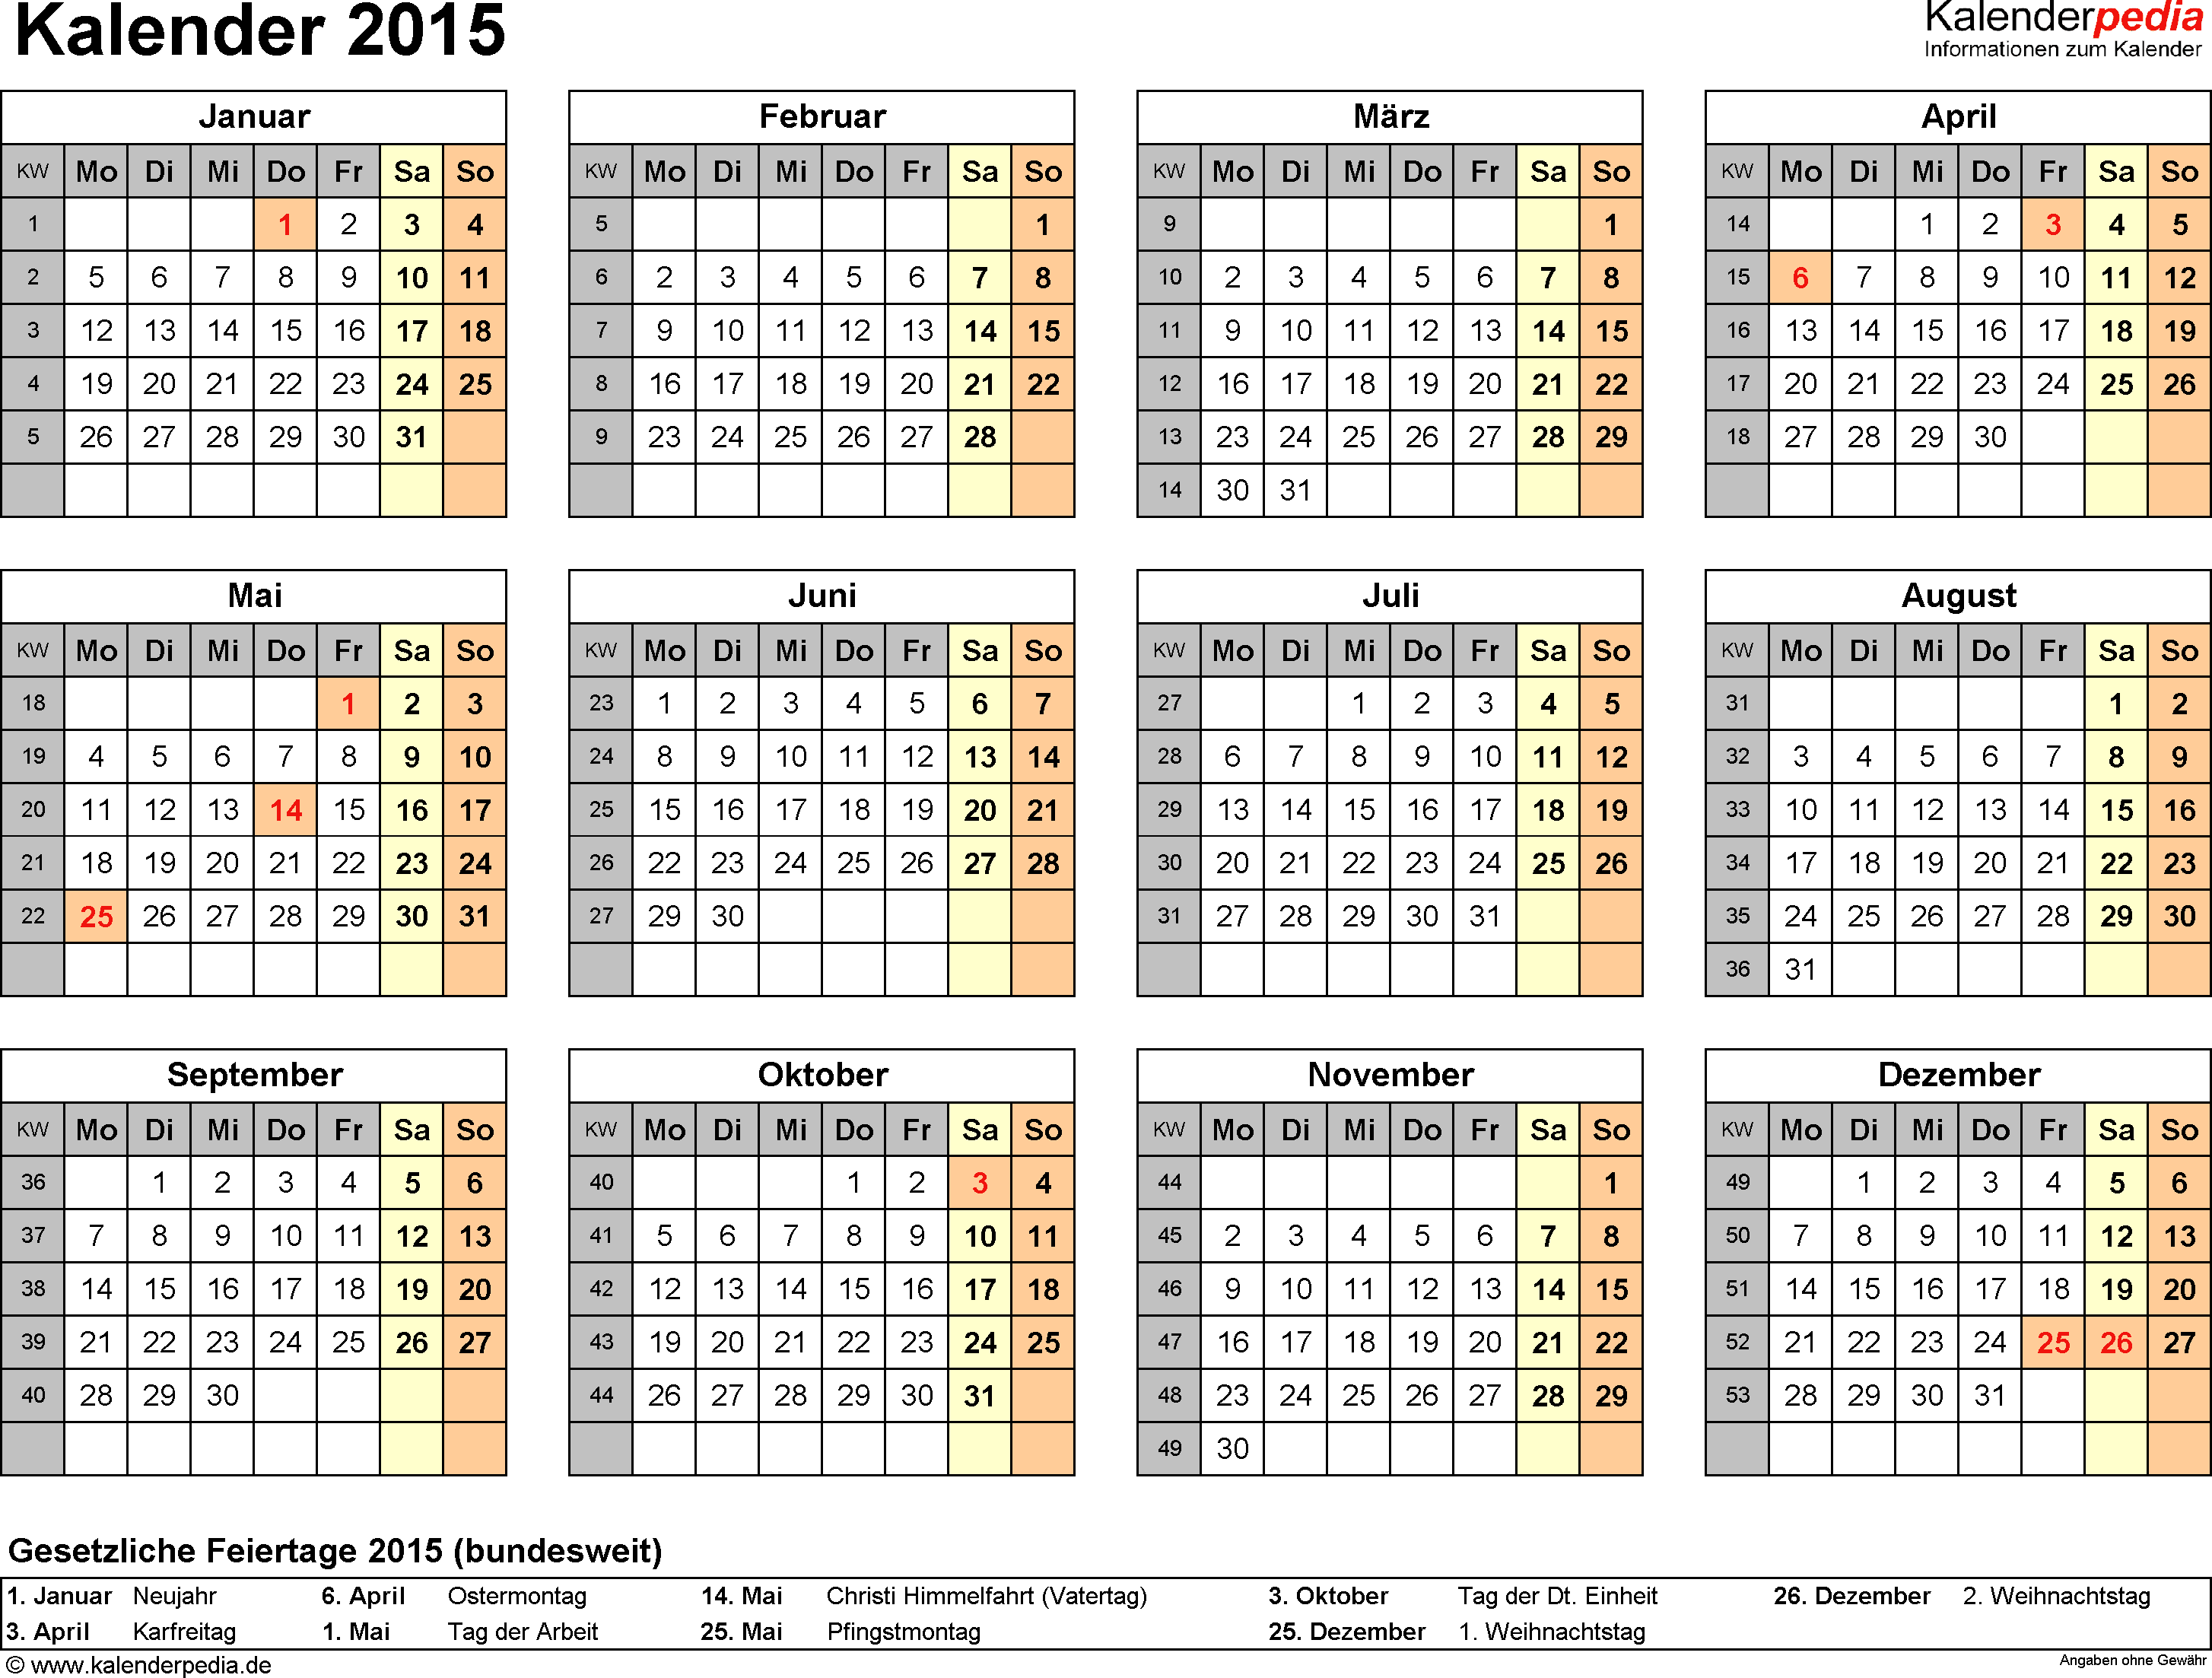 Kalender 2015
Kalenderpedia
Informationen zum Kalender
Januar
KW Mo Di Mi Do Fr Sa So
1 1 2 3 4
2 5 6 7 8 9 10 11
3 12 13 14 15 16 17 18
4 19 20 21 22 23 24 25
5 26 27 28 29 30 31
Februar
KW Mo Di Mi Do Fr Sa So
5 1
6 2 3 4 5 6 7 8
7 9 10 11 12 13 14 15
8 16 17 18 19 20 21 22
9 23 24 25 26 27 28
März
KW Mo Di Mi Do Fr Sa So
9 1
10 2 3 4 5 6 7 8
11 9 10 11 12 13 14 15
12 16 17 18 19 20 21 22
13 23 24 25 26 27 28 29
14 30 31
April
KW Mo Di Mi Do Fr Sa So
14 1 2 3 4 5
15 6 7 8 9 10 11 12
16 13 14 15 16 17 18 19
17 20 21 22 23 24 25 26
18 27 28 29 30
Mai
KW Mo Di Mi Do Fr Sa So
18 1 2 3
19 4 5 6 7 8 9 10
20 11 12 13 14 15 16 17
21 18 19 20 21 22 23 24
22 25 26 27 28 29 30 31
Juni
KW Mo Di Mi Do Fr Sa So
23 1 2 3 4 5 6 7
24 8 9 10 11 12 13 14
25 15 16 17 18 19 20 21
26 22 23 24 25 26 27 28
27 29 30
Juli
KW Mo Di Mi Do Fr Sa So
27 1 2 3 4 5
28 6 7 8 9 10 11 12
29 13 14 15 16 17 18 19
30 20 21 22 23 24 25 26
31 27 28 29 30 31
August
KW Mo Di Mi Do Fr Sa So
31 1 2
32 3 4 5 6 7 8 9
33 10 11 12 13 14 15 16
34 17 18 19 20 21 22 23
35 24 25 26 27 28 29 30
36 31
September
KW Mo Di Mi Do Fr Sa So
36 1 2 3 4 5 6
37 7 8 9 10 11 12 13
38 14 15 16 17 18 19 20
39 21 22 23 24 25 26 27
40 28 29 30
Oktober
KW Mo Di Mi Do Fr Sa So
40 1 2 3 4
41 5 6 7 8 9 10 11
42 12 13 14 15 16 17 18
43 19 20 21 22 23 24 25
44 26 27 28 29 30 31
November
KW Mo Di Mi Do Fr Sa So
44 1
45 2 3 4 5 6 7 8
46 9 10 11 12 13 14 15
47 16 17 18 19 20 21 22
48 23 24 25 26 27 28 29
49 30
Dezember
KW Mo Di Mi Do Fr Sa So
49 1 2 3 4 5 6
50 7 8 9 10 11 12 13
51 14 15 16 17 18 19 20
52 21 22 23 24 25 26 27
53 28 29 30 31
Gesetzliche Feiertage 2015 (bundesweit)
1. Januar Neujahr 6. April Ostermontag 14. Mai Christi Himmelfahrt (Vatertag) 3. Oktober Tag der Dt. Einheit 26. Dezember 2. Weihnachtstag
3. April Karfreitag 1. Mai Tag der Arbeit 25. Mai Pfingstmontag 25. Dezember 1. Weihnachtstag
© www.kalenderpedia.de Angaben ohne Gewähr